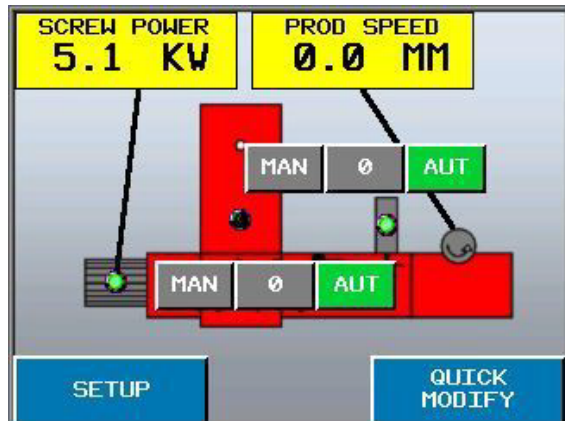 SCREW POWER
5.1 KW
PROD SPEED
0.0 MM
MAN 0 AUT
MAN 0 AUT
SETUP
QUICK
MODIFY